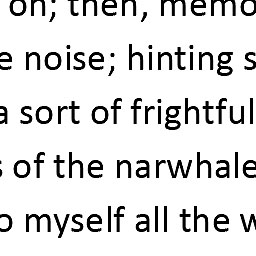 on; then, memo
e noise; hinting s
a sort of frightful
s of the narwhale
o myself all the w